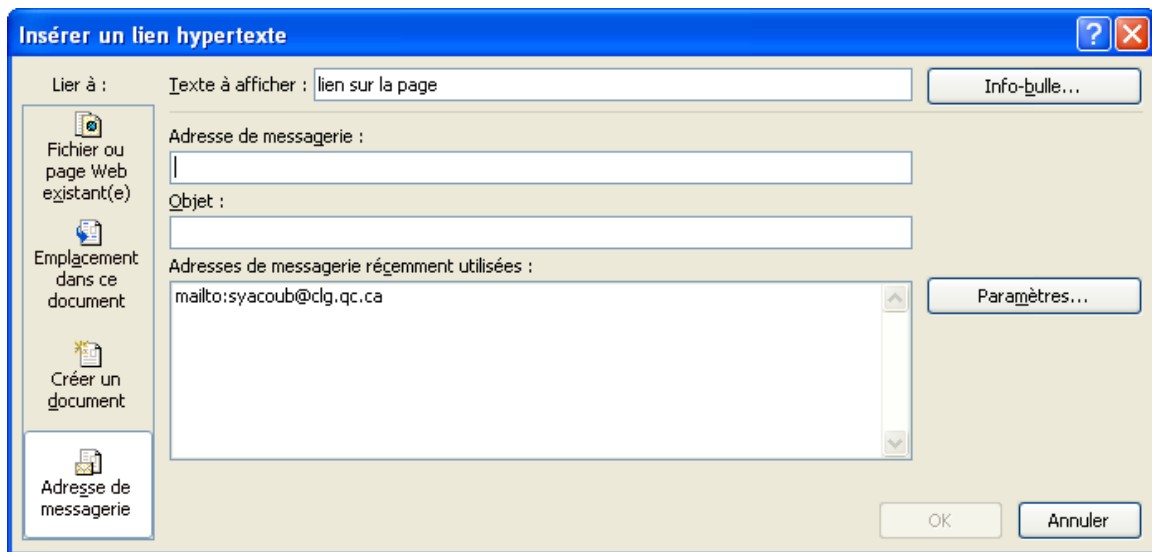 Insérer un lien hypertexte
Lier à :
Texte à afficher : lien sur la page
Info-bulle...
Fichier ou
page Web
existant(e)
Emplacement
dans ce
document
Créer un
document
Adresse de
messagerie
Adresse de messagerie :
Objet :
Adresses de messagerie récemment utilisées :
mailto:syacoub@clg.qc.ca
Paramètres...
OK
Annuler